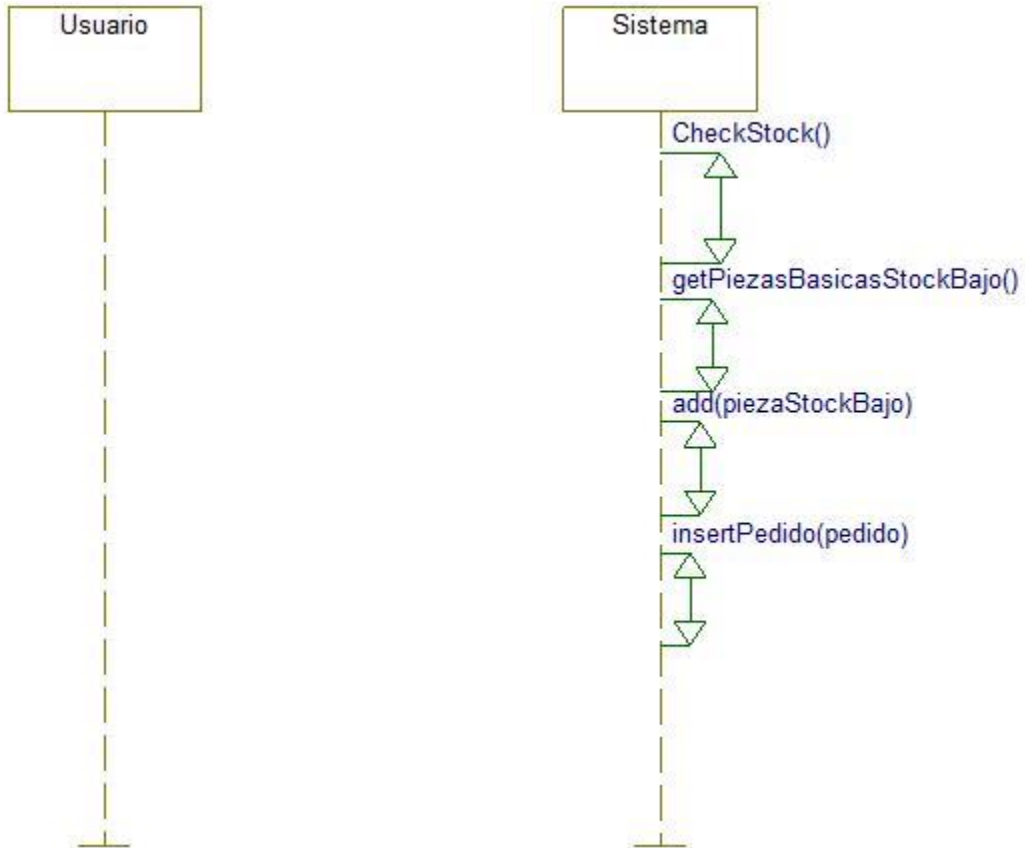 Usuario
Sistema
CheckStock()
getPiezasBasicasStockBajo()
add(piezaStockBajo)
insertPedido(pedido)